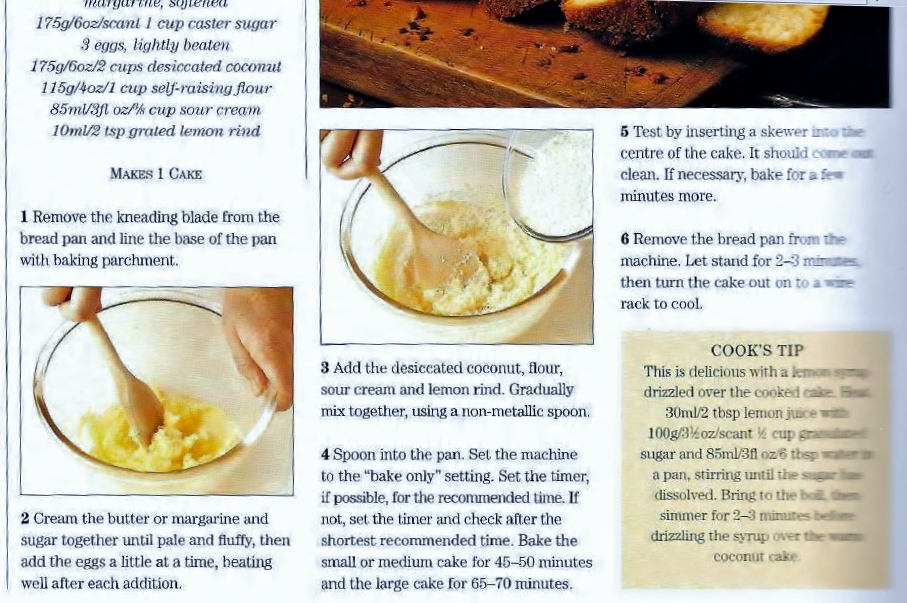 margarine, softened
175g/6oz/scant 1 cup caster sugar
3 eggs, lightly beaten
175g/6oz/2 cups desiccated coconut
115g/4oz/1 cup self-raising flour
85ml/3fl oz/⅜ cup sour cream
10ml/2 tsp grated lemon rind
MAKES 1 CAKE
1 Remove the kneading blade from the
bread pan and line the base of the pan
with baking parchment.
2 Cream the butter or margarine and
sugar together until pale and fluffy, then
add the eggs a little at a time, beating
well after each addition.
3 Add the desiccated coconut, flour,
sour cream and lemon rind. Gradually
mix together, using a non-metallic spoon.
4 Spoon into the pan. Set the machine
to the “bake only” setting. Set the timer,
if possible, for the recommended time. If
not, set the timer and check after the
shortest recommended time. Bake the
small or medium cake for 45–50 minutes
and the large cake for 65–70 minutes.
5 Test by inserting a skewer into the
centre of the cake. It should come out
clean. If necessary, bake for a few
minutes more.
6 Remove the bread pan from the
machine. Let stand for 2–3 minutes,
then turn the cake out on to a wire
rack to cool.
COOK'S TIP
This is delicious with a lemon syrup
drizzled over the cooked cake. Heat
30ml/2 tbsp lemon juice with
100g/3½oz/scant ½ cup granulated
sugar and 85ml/3fl oz/6 tbsp water in
a pan, stirring until the sugar has
dissolved. Bring to the boil, then
simmer for 2–3 minutes before
drizzling the syrup over the warm
coconut cake.